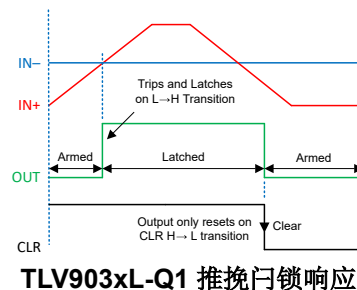 IN–
IN+
Trips and Latches
on L→H Transition
Armed
Latched
Armed
OUT
Output only resets on
CLR H→ L transition
Clear
CLR
TLV903xL-Q1 推挽闩锁响应